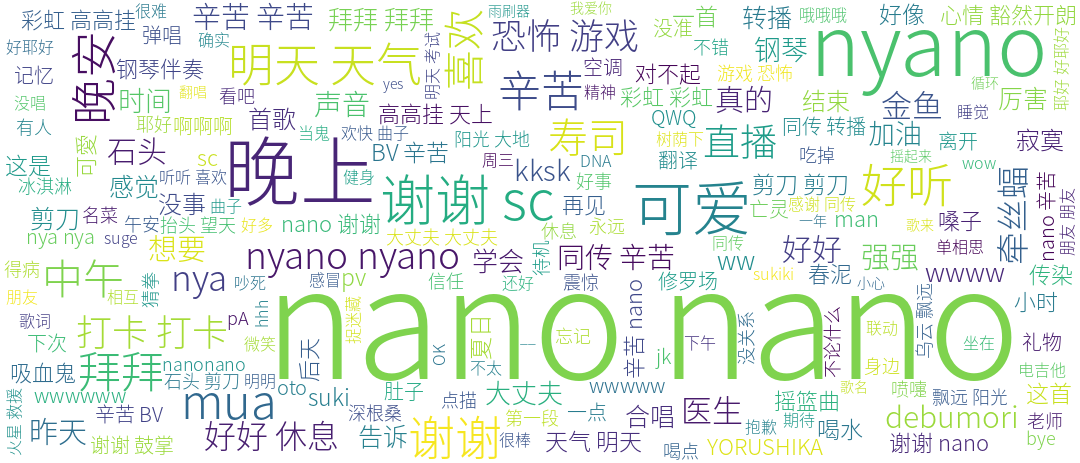 彩虹 高高挂
很难
辛苦 辛苦
拜拜 拜拜
雨刷器
恐怖 游戏
我爱你
没准
一首
转播
哦哦哦
好像
心情 豁然开朗
好耶好
弹唱
确实
晚安
明天 天气
明天 考试
喜欢
不错
钢琴
nyano
好耶好 好耶好
记忆
钢琴伴奏
没唱
翻唱
看吧
时间
声音
yes
辛苦
空调
精神
对不起
游戏 恐怖
彩虹 彩虹
真的
结束
金鱼
循环
厉害
睡觉
有人
耶好 啊啊啊
首歌
高高挂 天上
QWQ
同传 转播
加油
离开
寂寞
可愛
石头
当鬼
欢快 曲子
晚上
阳光 大地
BV 辛苦
寿司
树荫下
翻译
直播
吃掉
摇起来
wow
这是
sc
听听 喜欢
健身
周三
kksk
DNA
好事
冰淇淋
感觉
谢谢 sc
可爱
剪刀 剪刀
好听
牵丝 蝙
剪刀
名菜
没事
午安
曲子
抬头 望天
好多
nano 谢谢
再见
永远
亡灵
感谢 同传
一年
man
歌来
嗓子
nano 辛苦
朋友 朋友
nya nya
suge
想要
大丈夫 大丈夫
休息
待机
同传
还好
ww
好好
单相思
强强
得病
中午
nya
nyano nyano
学会
同传 辛苦
修罗场
sukiki
春泥
小心
wwww
传染
朋友
相互
猜拳
吵死
感冒
pv
捉迷藏
信任
震惊
小时
歌词
打卡 打卡
pA
hhh
微笑
nano nano
乌云 飘远
下次
拜拜
nanonano
后天
夏日
OK
一一
忘记
不太
辛苦 nano
没关系
下午
不论什么
联动
坐在
礼物
吸血鬼
石头 剪刀
明明
oto
suki
肚子
大丈夫
wwwww
jk
身边
电吉他
火星 救援
wwwwww
mua
深根桑
点描
第一段
一点
合唱
医生
摇篮曲
歌名
喷嚏
飘远 阳光
这首
昨天
辛苦 BV
谢谢 鼓掌
好好 休息
告诉
谢谢
很棒
天气 明天
喝点
YORUSHIKA
抱歉
期待
喝水
debumori
谢谢 nano
老师
bye